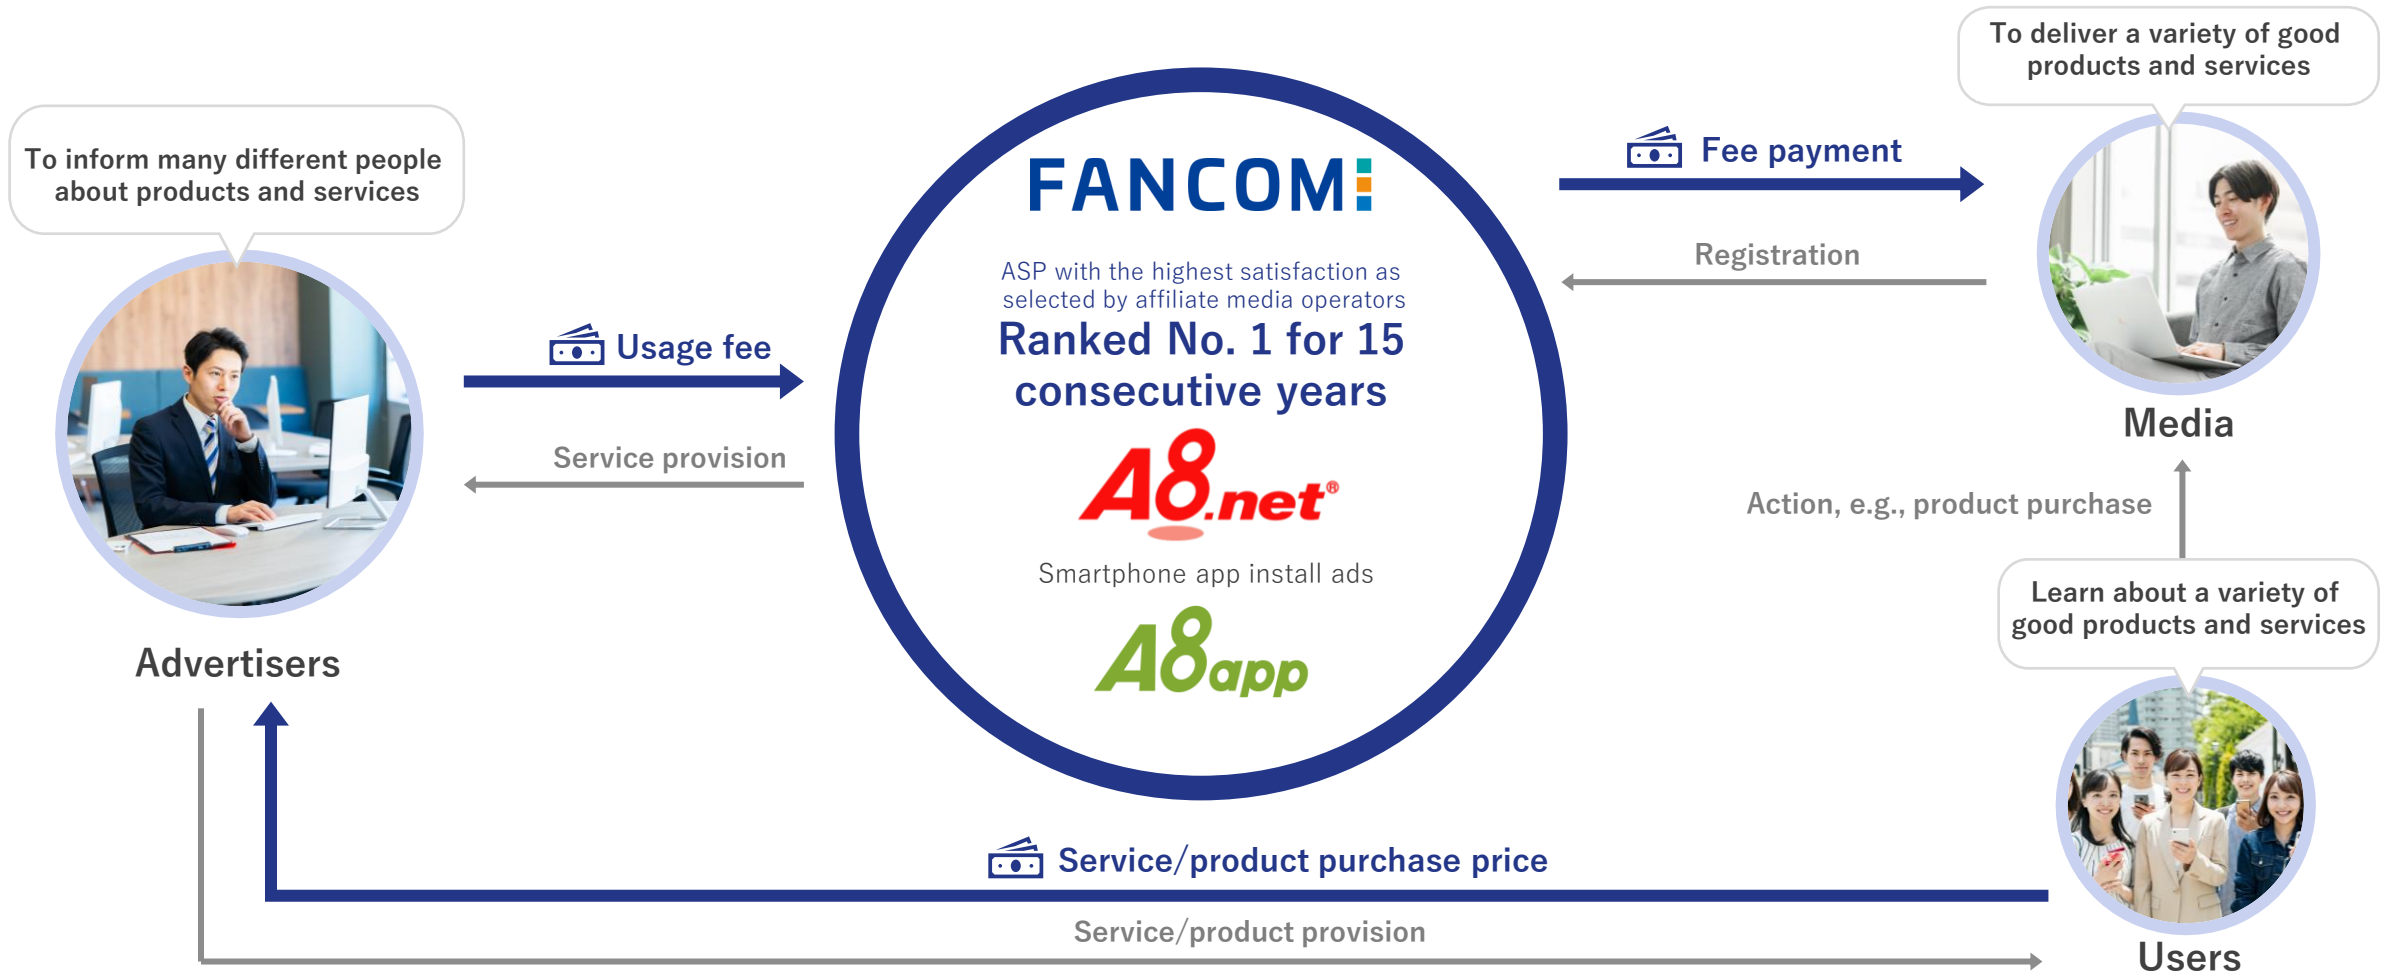 To deliver a variety of good
products and services
To inform many different people
about products and services
FANCOM
Fee payment
Registration
ASP with the highest satisfaction as
selected by affiliate media operators
Ranked No. 1 for 15
consecutive years
Usage fee
Service provision
Media
A8.net®
Action, e.g., product purchase
Smartphone app install ads
A8app
Learn about a variety of
good products and services
Advertisers
Service/product purchase price
Service/product provision
Users